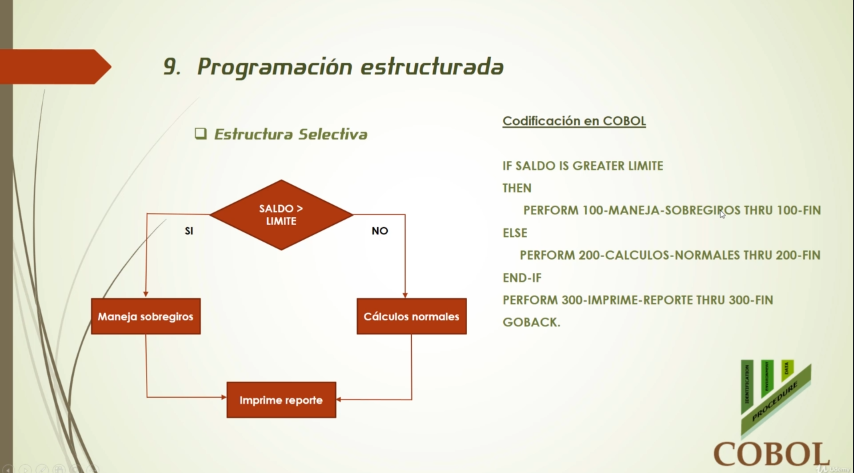 9. Programación estructurada
Estructura Selectiva
Codificación en COBOL
IF SALDO IS GREATER LIMITE
THEN
PERFORM 100-MANEJA-SOBREGIROS THRU 100-FIN
ELSE
PERFORM 200-CALCULOS-NORMALES THRU 200-FIN
END-IF
PERFORM 300-IMPRIME-REPORTE THRU 300-FIN
GOBACK.
SALDO >
LIMITE
SI
NO
Maneja sobregiros
Cálculos normales
Imprime reporte
IDENTIFICATION
DATA
PROCEDURE
COBOL